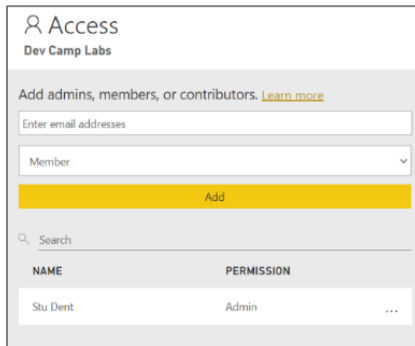 Access
Dev Camp Labs
Add admins, members, or contributors. Learn more
Enter email addresses
Member
Add
Search
NAME PERMISSION
Stu Dent Admin ...